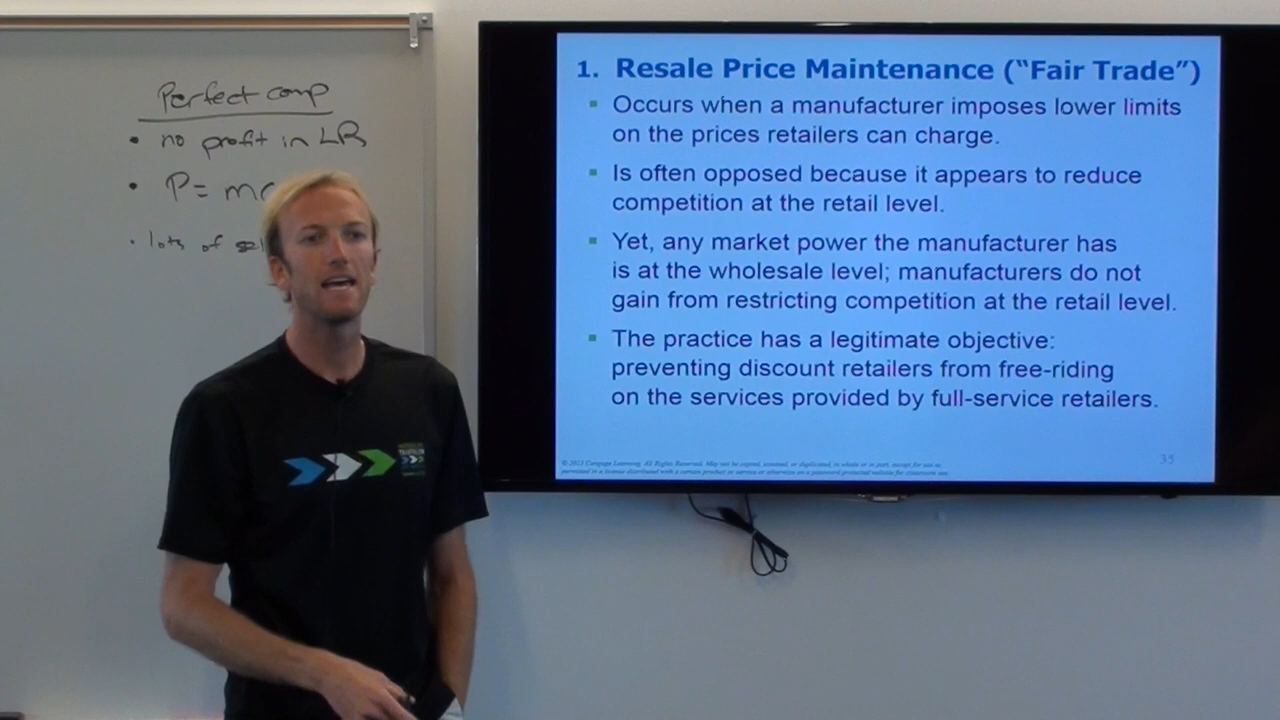 Perfect comp
• no profit in LR
• P = mc
• lots of sel
1. Resale Price Maintenance (“Fair Trade”)
▪ Occurs when a manufacturer imposes lower limits
on the prices retailers can charge.
▪ Is often opposed because it appears to reduce
competition at the retail level.
▪ Yet, any market power the manufacturer has
is at the wholesale level; manufacturers do not
gain from restricting competition at the retail level.
▪ The practice has a legitimate objective:
preventing discount retailers from free-riding
on the services provided by full-service retailers.
© 2013 Cengage Learning. All Rights Reserved. May not be copied, scanned, or duplicated, in whole or in part, except for use as
permitted in a license distributed with a certain product or service or otherwise on a password-protected website for classroom use.
35
TRIATHLON